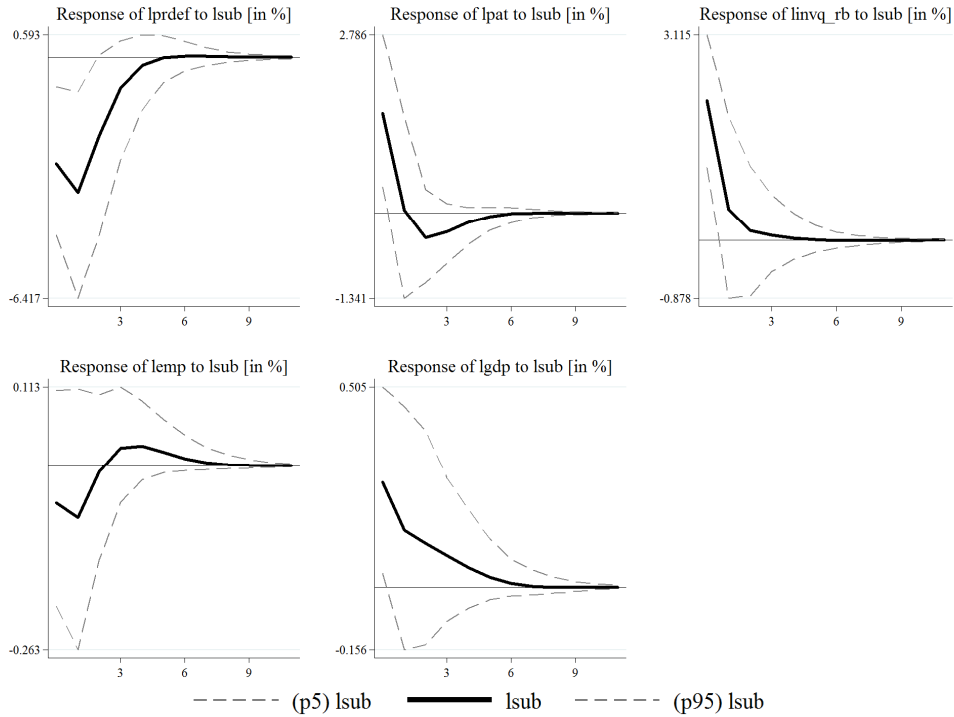 Response of lprdef to lsub [in %]
0.593
-6.417
3 6 9
Response of lpat to lsub [in %]
2.786
-1.341
3 6 9
Response of linvq_rb to lsub [in %]
3.115
-0.878
3 6 9
Response of lemp to lsub [in %]
0.113
-0.263
3 6 9
Response of lgdp to lsub [in %]
0.505
-0.156
3 6 9
(p5) lsub lsub (p95) lsub